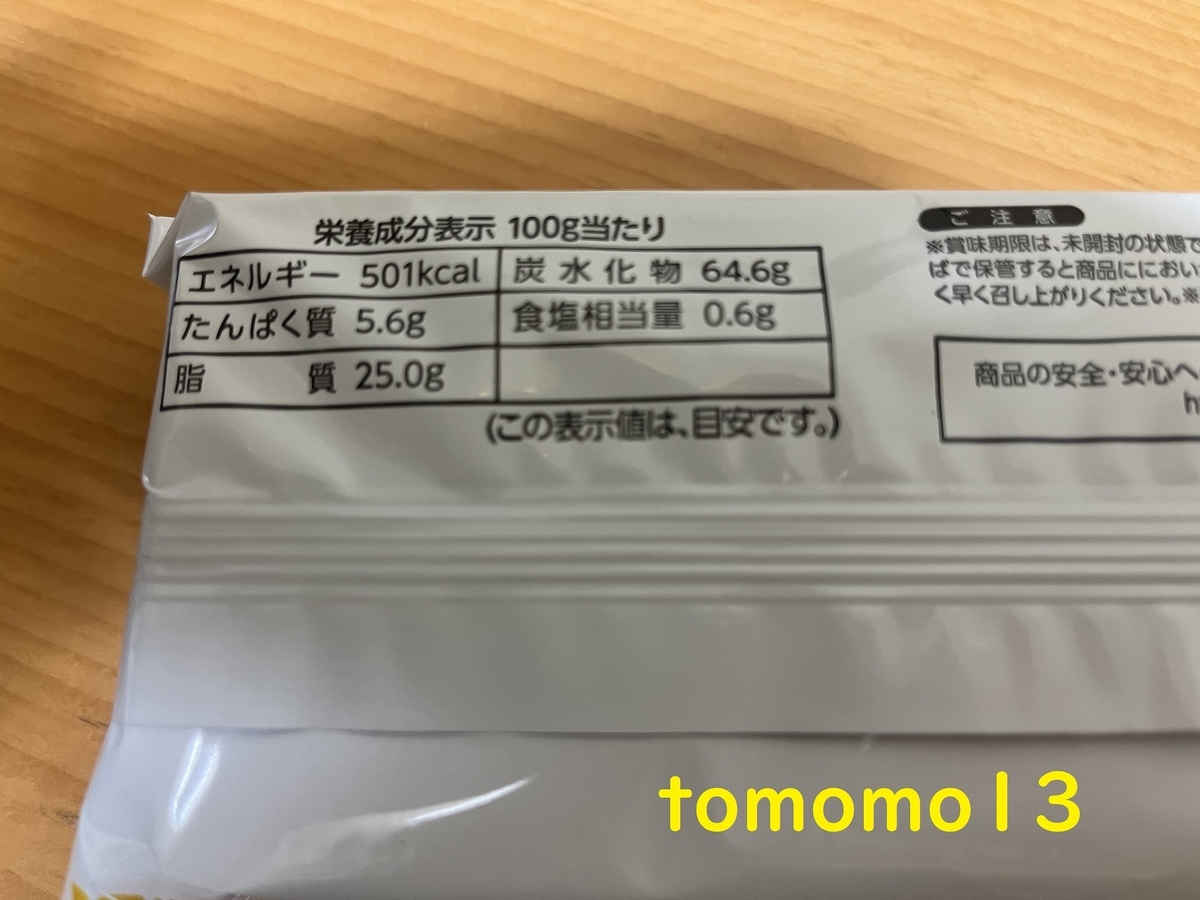 栄養成分表示 100g当たり
エネルギー 501kcal 炭水化物 64.6g
たんぱく質 5.6g 食塩相当量 0.6g
脂質 25.0g
(この表示値は、目安です。)
ご注意
※賞味期限は、未開封の状態で
ばで保管すると商品ににおい
く早く召し上がりください。※
商品の安全・安心へ
h
tomomo13